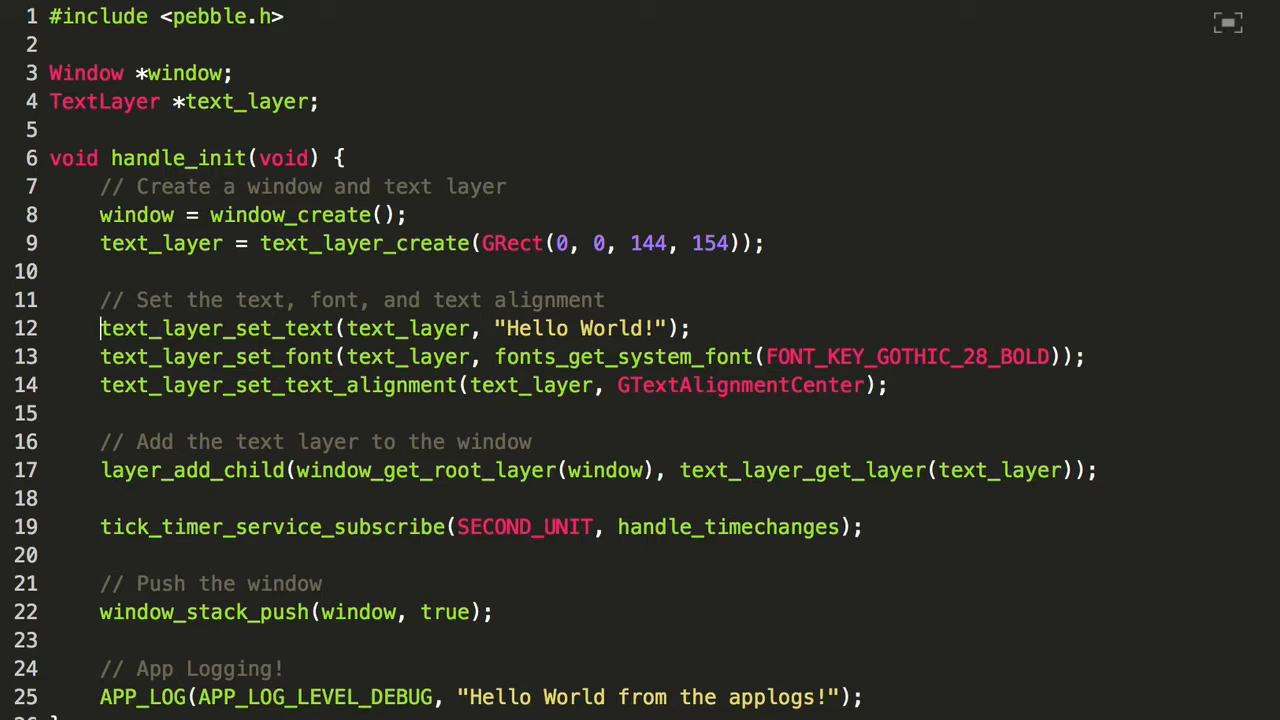 1 #include <pebble.h>
2
3 Window *window;
4 TextLayer *text_layer;
5
6 void handle_init(void) {
7     // Create a window and text layer
8     window = window_create();
9     text_layer = text_layer_create(GRect(0, 0, 144, 154));
10
11     // Set the text, font, and text alignment
12     text_layer_set_text(text_layer, "Hello World!");
13     text_layer_set_font(text_layer, fonts_get_system_font(FONT_KEY_GOTHIC_28_BOLD));
14     text_layer_set_text_alignment(text_layer, GTextAlignmentCenter);
15
16     // Add the text layer to the window
17     layer_add_child(window_get_root_layer(window), text_layer_get_layer(text_layer));
18
19     tick_timer_service_subscribe(SECOND_UNIT, handle_timechanges);
20
21     // Push the window
22     window_stack_push(window, true);
23
24     // App Logging!
25     APP_LOG(APP_LOG_LEVEL_DEBUG, "Hello World from the applogs!");